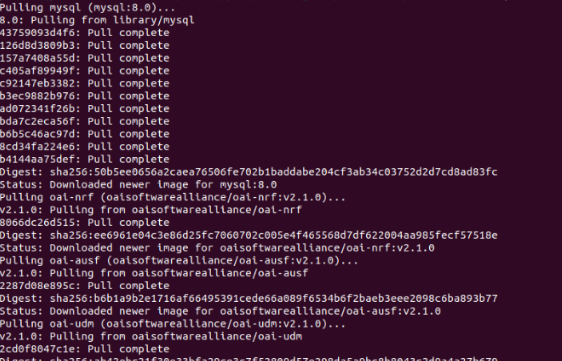 Pulling mysql (mysql:8.0)...
8.0: Pulling from library/mysql
43759093d4f6: Pull complete
126d8d3809b3: Pull complete
157a7408a55d: Pull complete
c405af89949f: Pull complete
c92147eb3382: Pull complete
b3ec9882b976: Pull complete
ad072341f26b: Pull complete
bda7c2eca56f: Pull complete
b6b5c46ac97d: Pull complete
8cd34fa224e6: Pull complete
b4144aa75def: Pull complete
Digest: sha256:50b5ee0656a2caea76506fe702b1baddabe204cf3ab34c03752d2d7cd8ad83fc
Status: Downloaded newer image for mysql:8.0
Pulling oai-nrf (oaisoftwarealliance/oai-nrf:v2.1.0)...
v2.1.0: Pulling from oaisoftwarealliance/oai-nrf
8066dc26d515: Pull complete
Digest: sha256:ee6961e04c3e86d25fc7060702c005e4f465568d7df622004aa985fecf57518e
Status: Downloaded newer image for oaisoftwarealliance/oai-nrf:v2.1.0
Pulling oai-ausf (oaisoftwarealliance/oai-ausf:v2.1.0)...
v2.1.0: Pulling from oaisoftwarealliance/oai-ausf
2287d08e895c: Pull complete
Digest: sha256:b6b1a9b2e1716af66495391cede66a089f6534b6f2baeb3eee2098c6ba893b77
Status: Downloaded newer image for oaisoftwarealliance/oai-ausf:v2.1.0
Pulling oai-udm (oaisoftwarealliance/oai-udm:v2.1.0)...
v2.1.0: Pulling from oaisoftwarealliance/oai-udm
2cd0f8047c1e: Pull complete